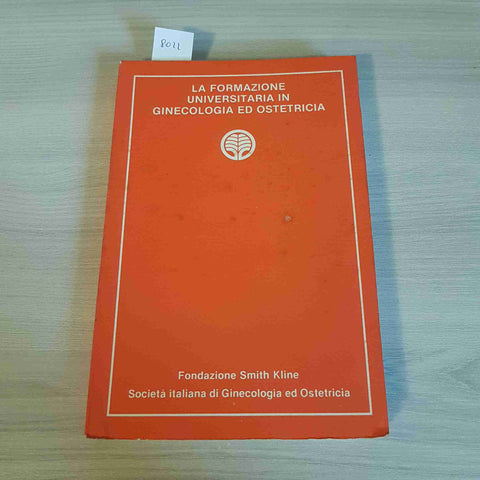 8022
LA FORMAZIONE
UNIVERSITARIA IN
GINECOLOGIA ED OSTETRICIA
Fondazione Smith Kline
Società italiana di Ginecologia ed Ostetricia